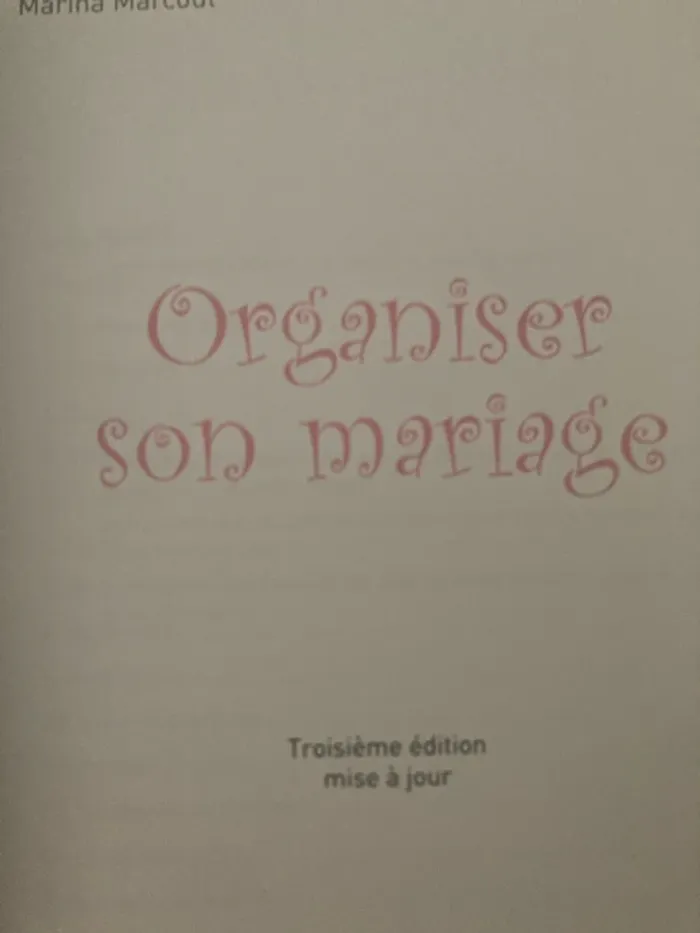 Marina Marcout
Organiser
son mariage
Troisième édition
mise à jour